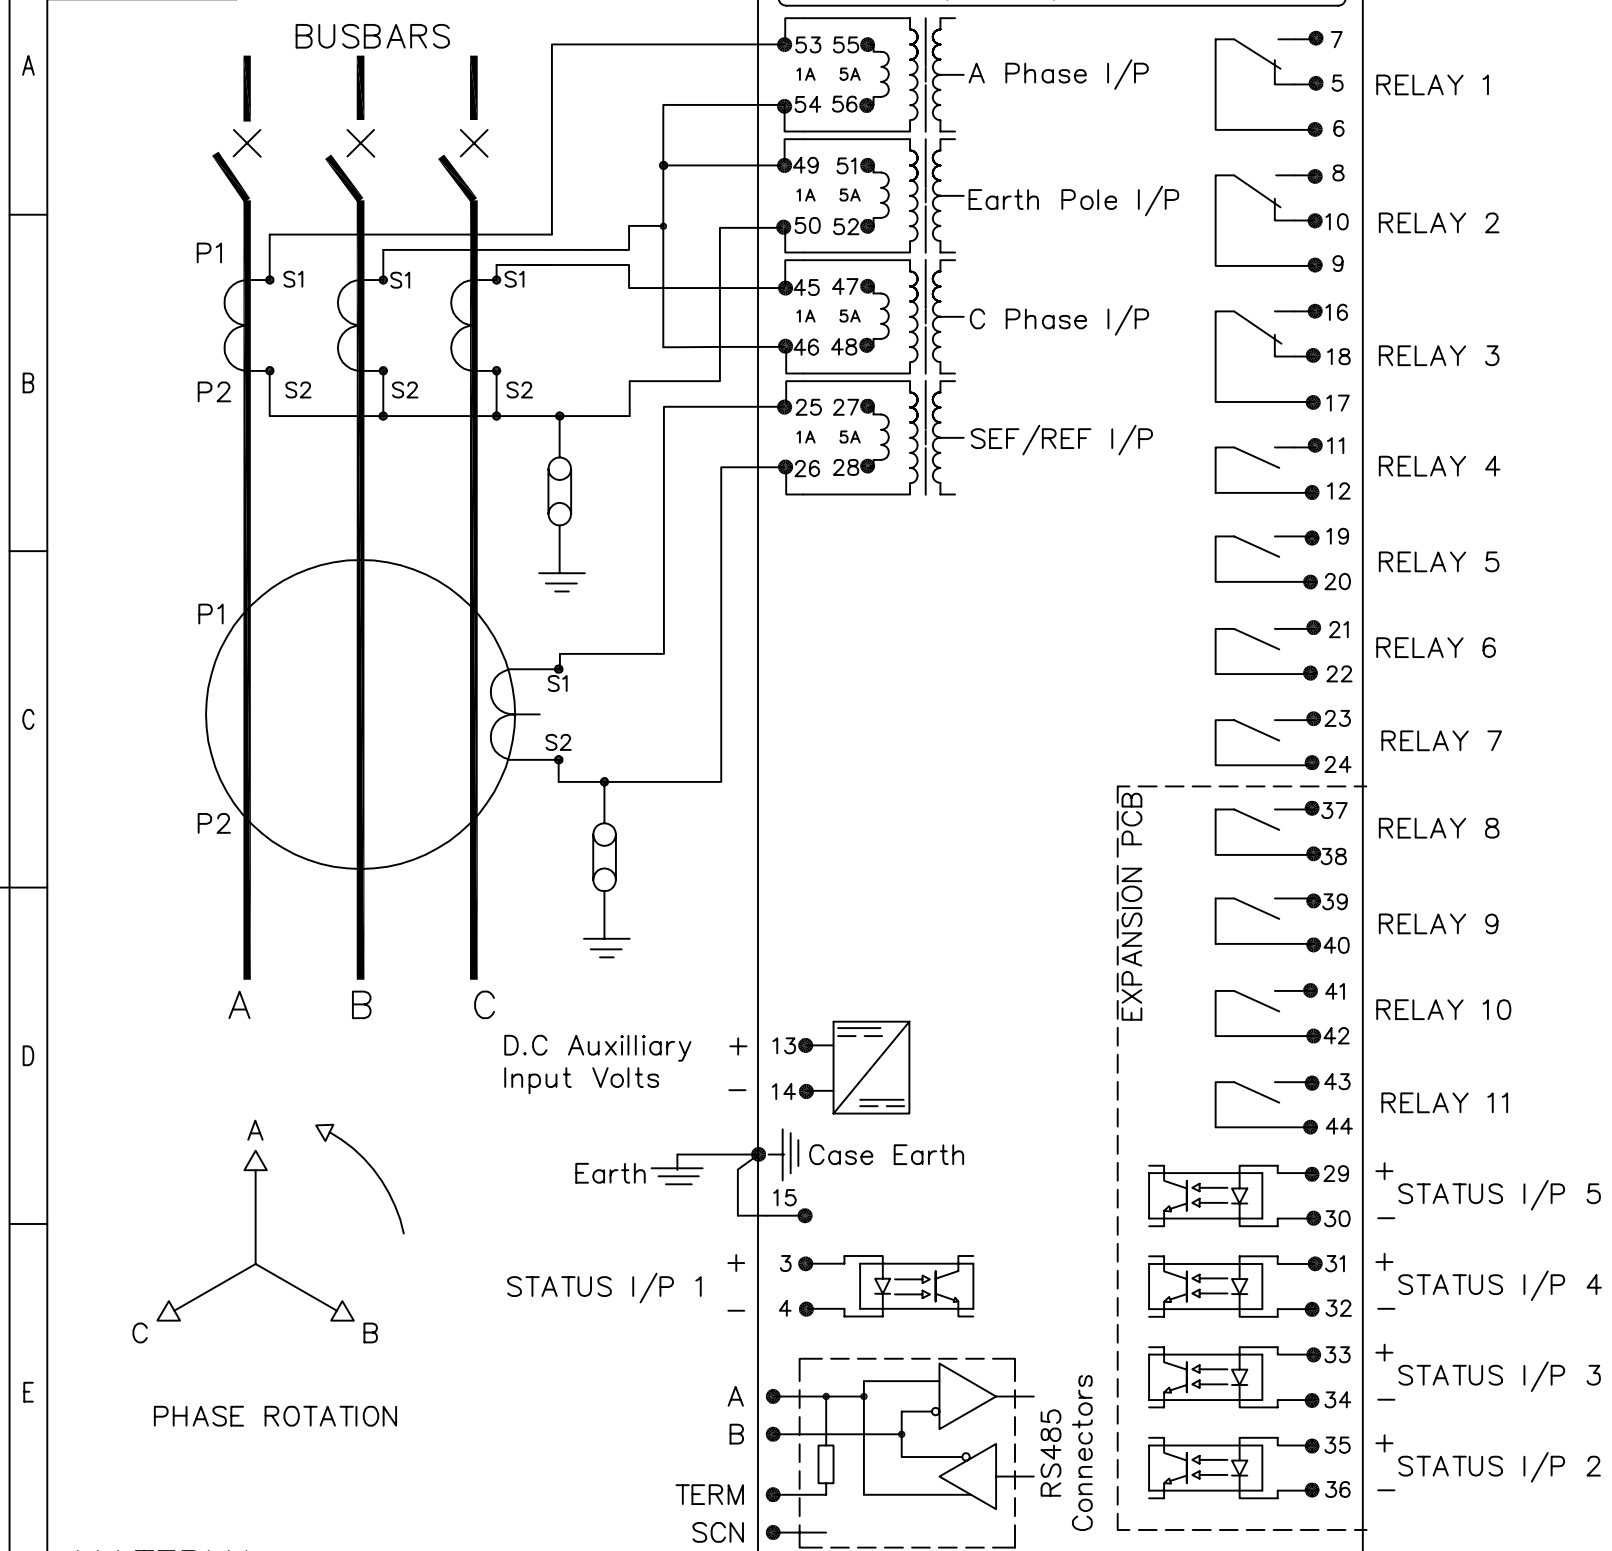 BUSBARS
A
B
C
D
E
P1
S1
S1
S1
P2
S2
S2
S2
P1
S1
S2
P2
A B C
53 55
1A 5A
54 56
A Phase I/P
49 51
1A 5A
50 52
Earth Pole I/P
45 47
1A 5A
46 48
C Phase I/P
25 27
1A 5A
26 28
SEF/REF I/P
7
5
6
RELAY 1
8
10
9
RELAY 2
16
18
17
RELAY 3
11
12
RELAY 4
19
20
RELAY 5
21
22
RELAY 6
23
24
RELAY 7
EXPANSION PCB
37
38
RELAY 8
39
40
RELAY 9
41
42
RELAY 10
43
44
RELAY 11
29 +
30 −
STATUS I/P 5
31 +
32 −
STATUS I/P 4
33 +
34 −
STATUS I/P 3
35 +
36 −
STATUS I/P 2
D.C Auxilliary
Input Volts
+ 13
− 14
Earth
Case Earth
15
STATUS I/P 1
+ 3
− 4
A
B
TERM
SCN
RS485
Connectors
A
C
B
PHASE ROTATION